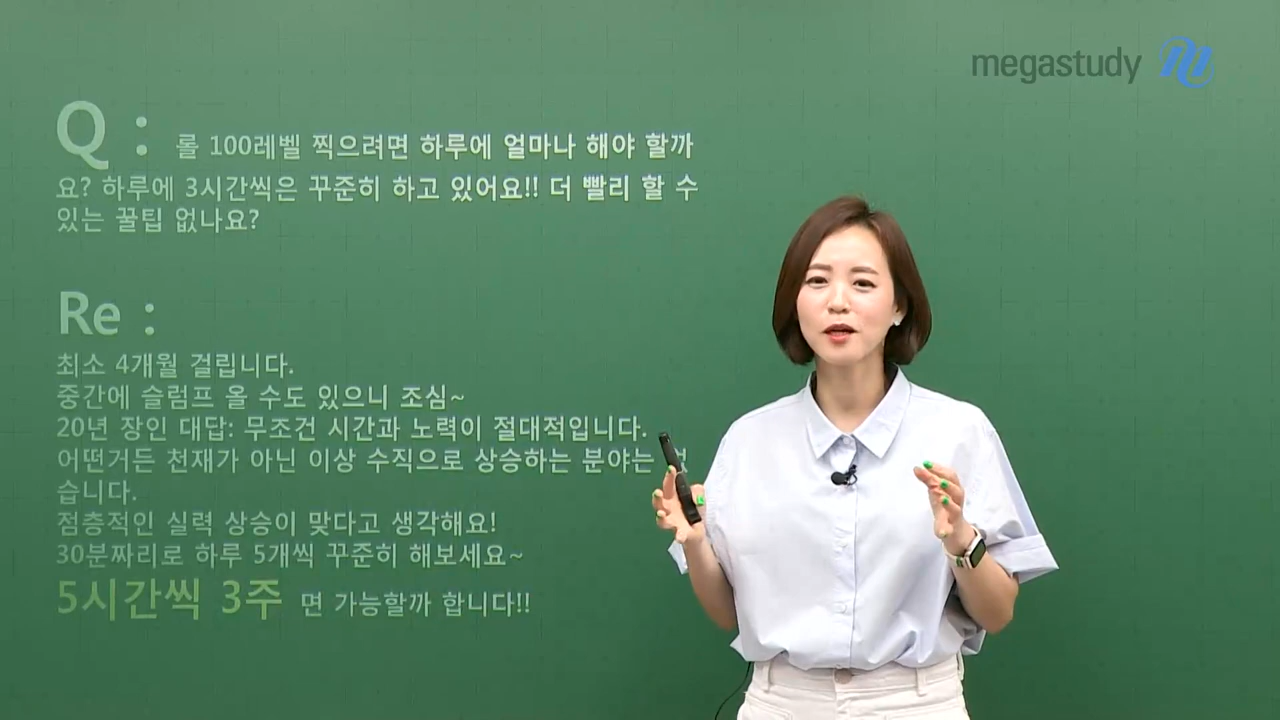 megastudy
Q : 롤 100레벨 찍으려면 하루에 얼마나 해야 할까
요? 하루에 3시간씩은 꾸준히 하고 있어요!! 더 빨리 할 수
있는 꿀팁 없나요?
Re :
최소 4개월 걸립니다.
중간에 슬럼프 올 수도 있으니 조심~
20년 장인 대답: 무조건 시간과 노력이 절대적입니다.
어떤거든 천재가 아닌 이상 수직으로 상승하는 분야는
습니다.
점층적인 실력 상승이 맞다고 생각해요!
30분짜리로 하루 5개씩 꾸준히 해보세요~
5시간씩 3주 면 가능할까 합니다!!